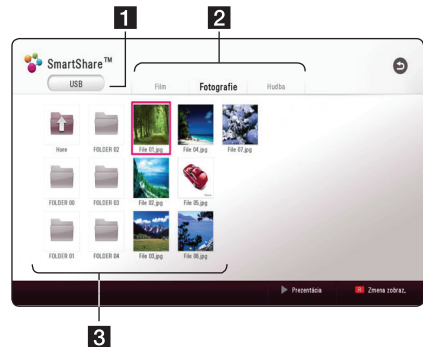 1
2
SmartShare™
USB
Film
Fotografie
Hudba
Hore
FOLDER 02
File 01.jpg
File 04.jpg
File 07.jpg
FOLDER 00
FOLDER 03
File 02.jpg
File 05.jpg
FOLDER 01
FOLDER 04
File 03.jpg
File 06.jpg
Prezentácia
R Zmena zobraz.
3